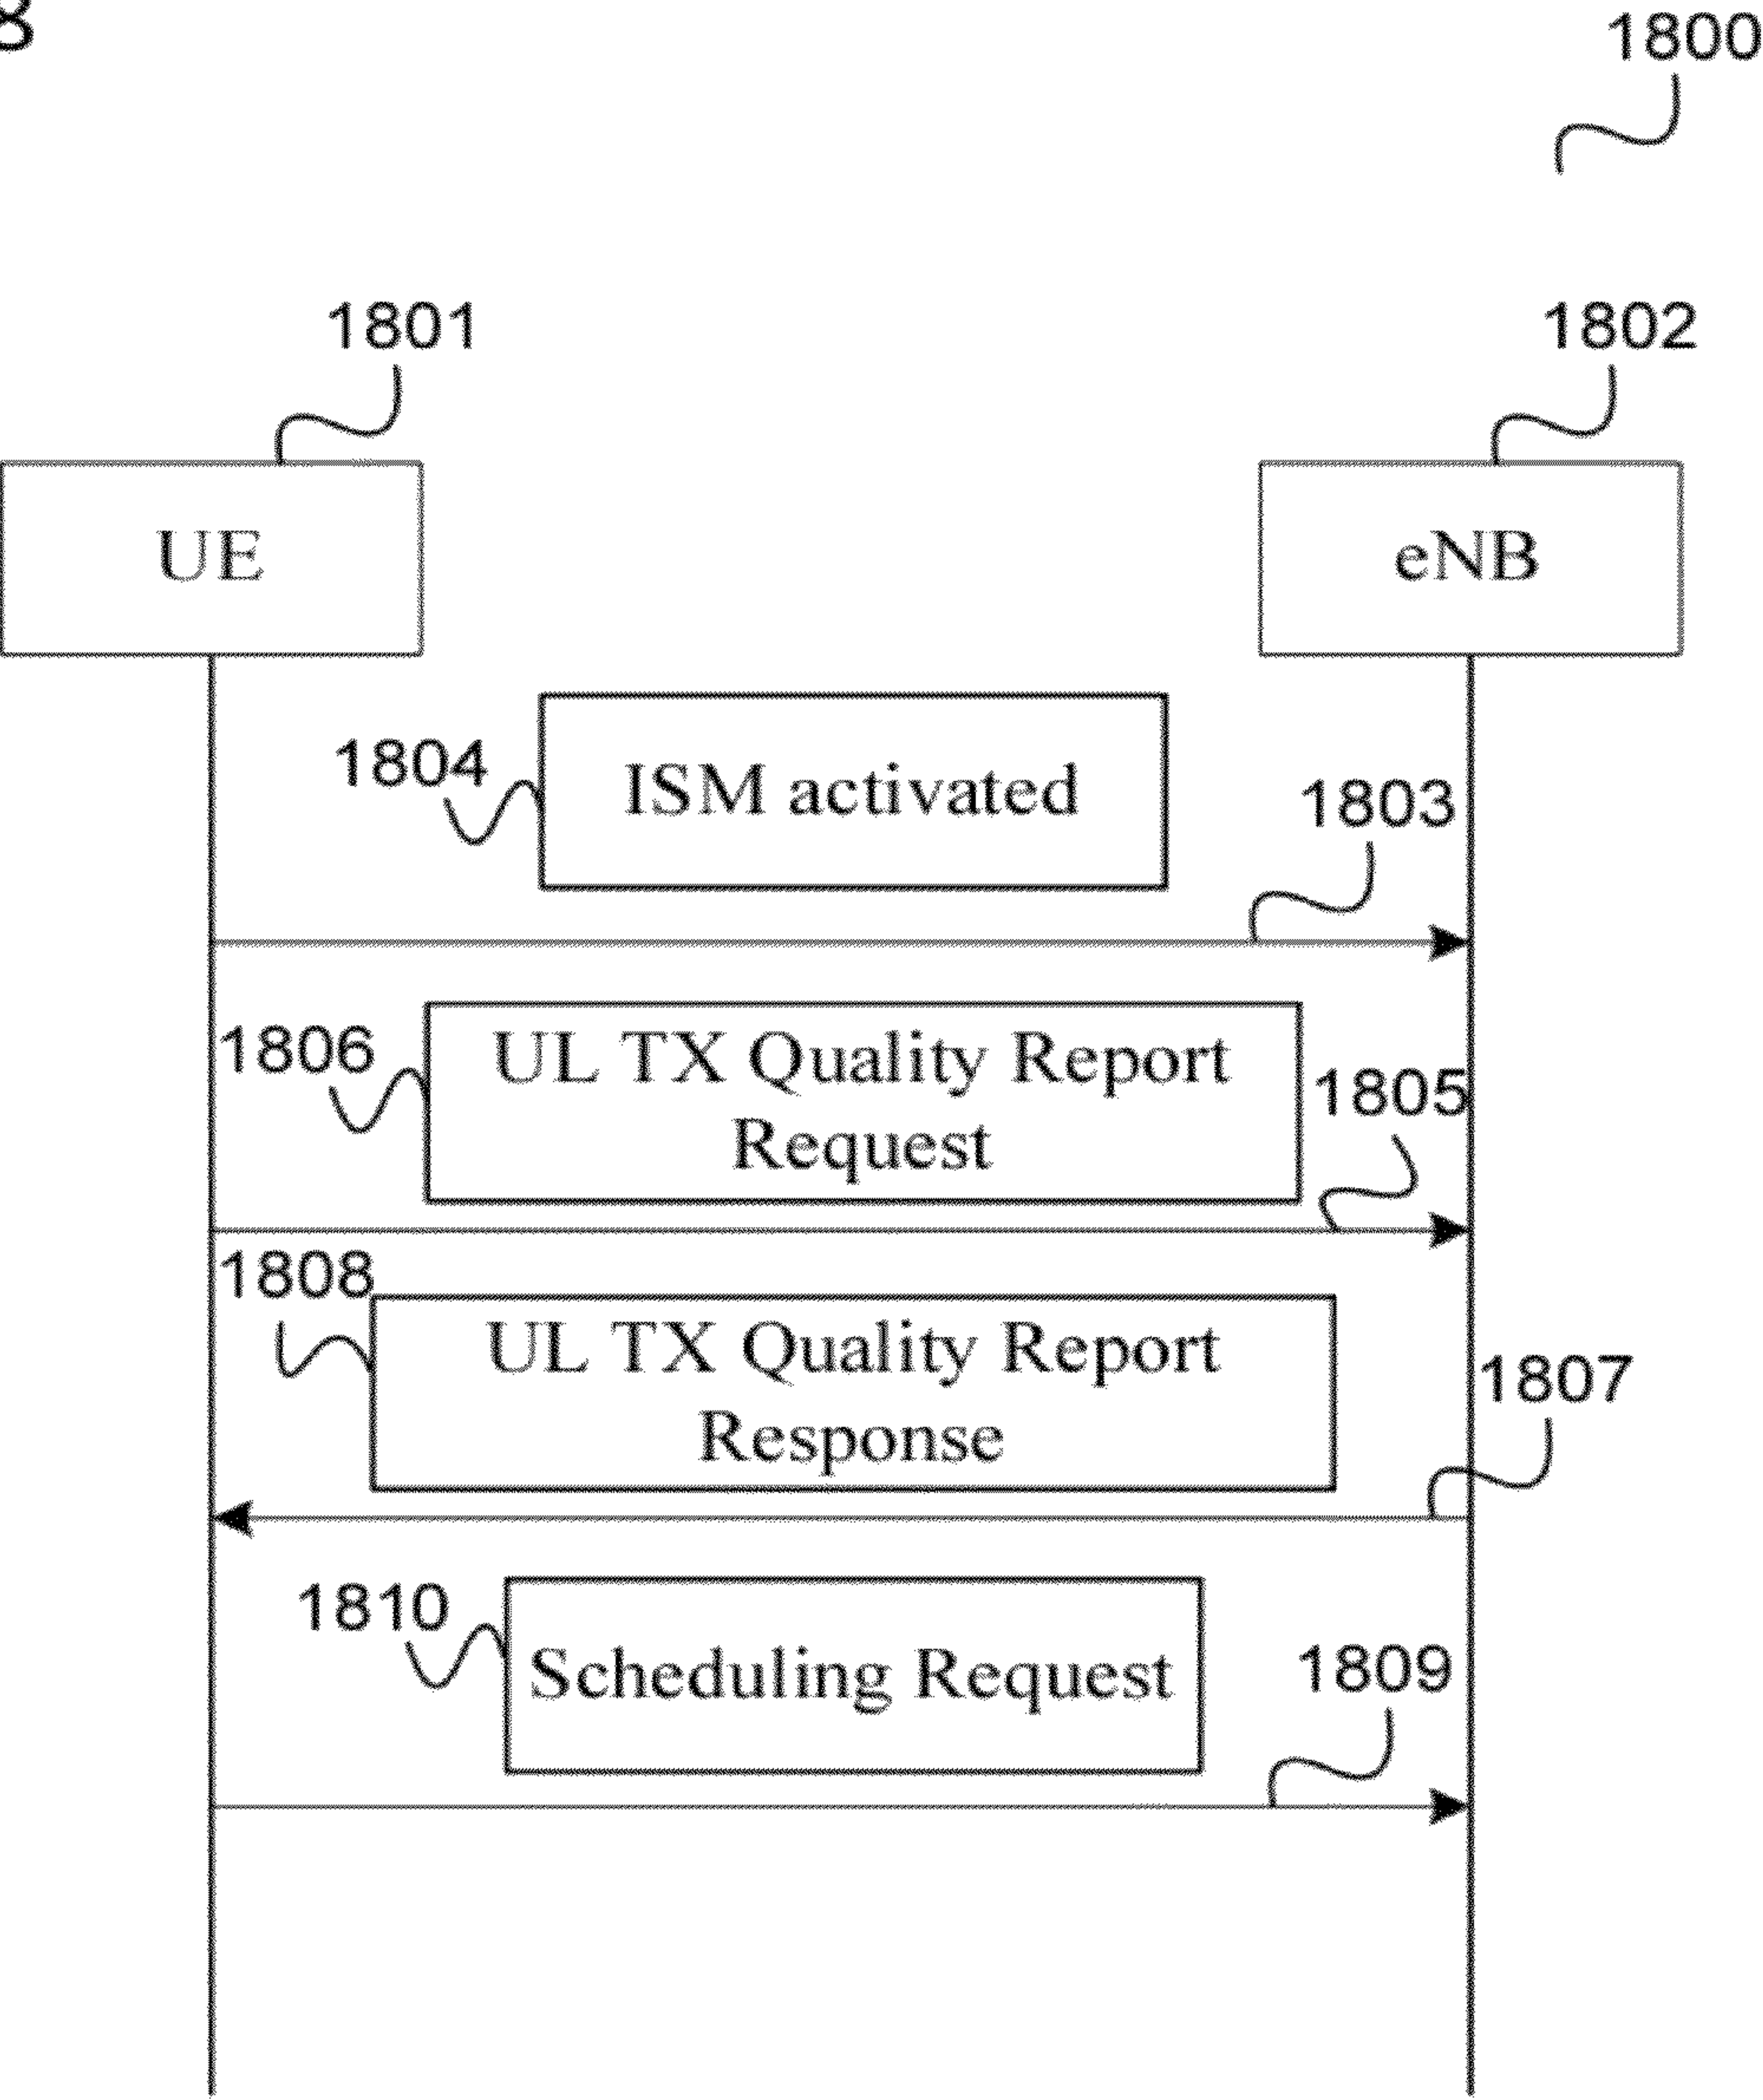 8
1800
1801
1802
UE
eNB
1804
ISM activated
1803
1806
UL TX Quality Report
Request
1805
1808
UL TX Quality Report
Response
1807
1810
Scheduling Request
1809